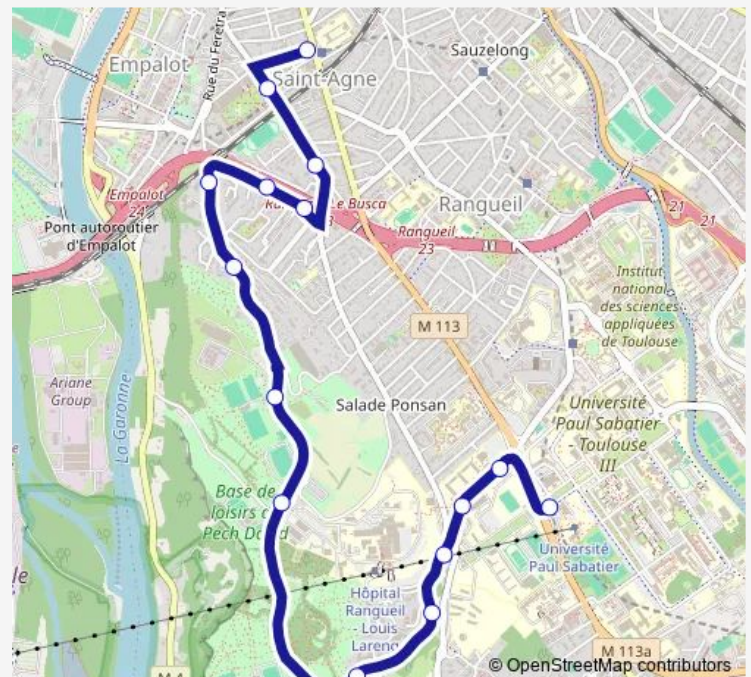 Empalot
Rue du Férétra
Saint-Agne
Sauzelong
Empalot
24
Pont autoroutier
d'Empalot
Le Busca
Rangueil
Rangueil
23
21
21
Institut
national
des sciences
appliquées
de Toulouse
M 113
Ariane
Group
La Garonne
Salade Ponsan
Université
Paul Sabatier
- Toulouse
III
Base de
loisirs d
Pech David
Université
Paul Sabatier
Hôpital
Rangueil
- Louis
Lareng
M 113a
© OpenStreetMap contributors